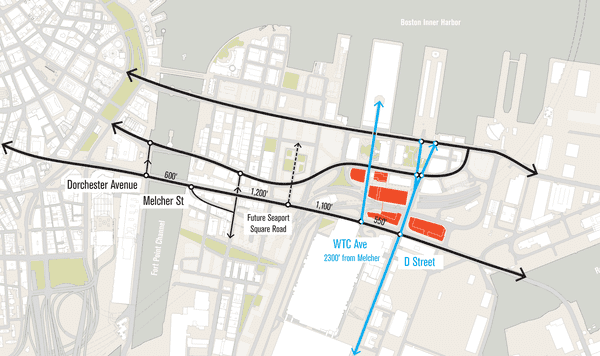 Boston Inner Harbor
600'
Dorchester Avenue
1,200'
Melcher St
1,100'
Future Seaport
Square Road
550'
WTC Ave
2300' from Melcher
D Street
Fort Point Channel